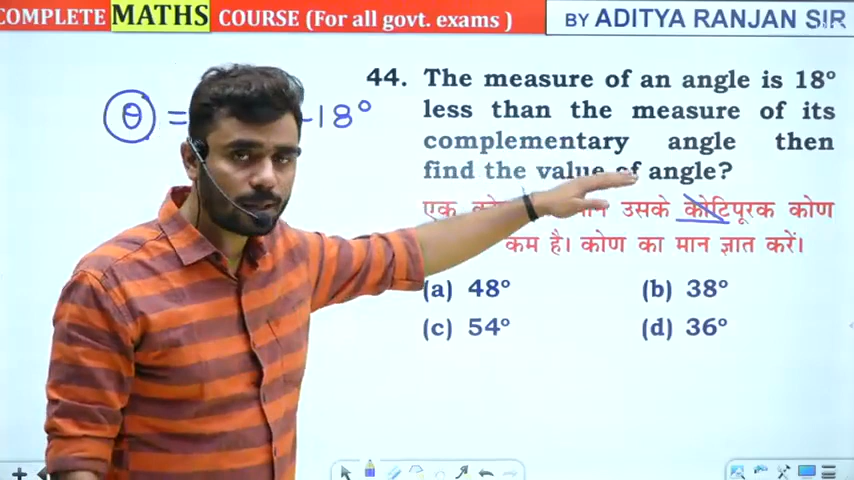 COMPLETE MATHS COURSE (For all govt. exams )
BY ADITYA RANJAN SIR
θ = -18°
44. The measure of an angle is 18°
less than the measure of its
complementary angle then
find the value of angle?
एक उसके कोटिपूरक कोण
कम है। कोण का मान ज्ञात करें।
(a) 48° (b) 38°
(c) 54° (d) 36°